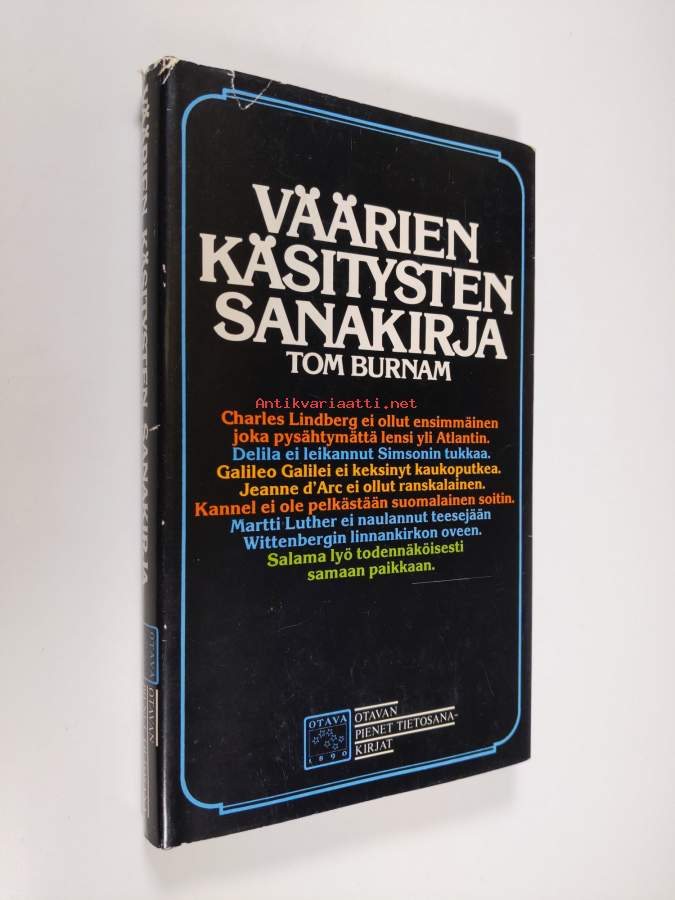 VÄÄRIEN
KÄSITYSTEN
SANAKIRJA
TOM BURNAM
Antikvariaatti.net
Charles Lindberg ei ollut ensimmäinen
joka pysähtymättä lensi yli Atlantin.
Delila ei leikannut Simsonin tukkaa.
Galileo Galilei ei keksinyt kaukoputkea.
Jeanne d'Arc ei ollut ranskalainen.
Kannel ei ole pelkästään suomalainen soitin.
Martti Luther ei naulannut teesejään
Wittenbergin linnankirkon oveen.
Salama lyö todennäköisesti
samaan paikkaan.
OTAVA
1890
OTAVAN
PIENET TIETOSANA-
KIRJAT
VÄÄRIEN KÄSITYSTEN SANAKIRJA
OTAVA
OTAVAN